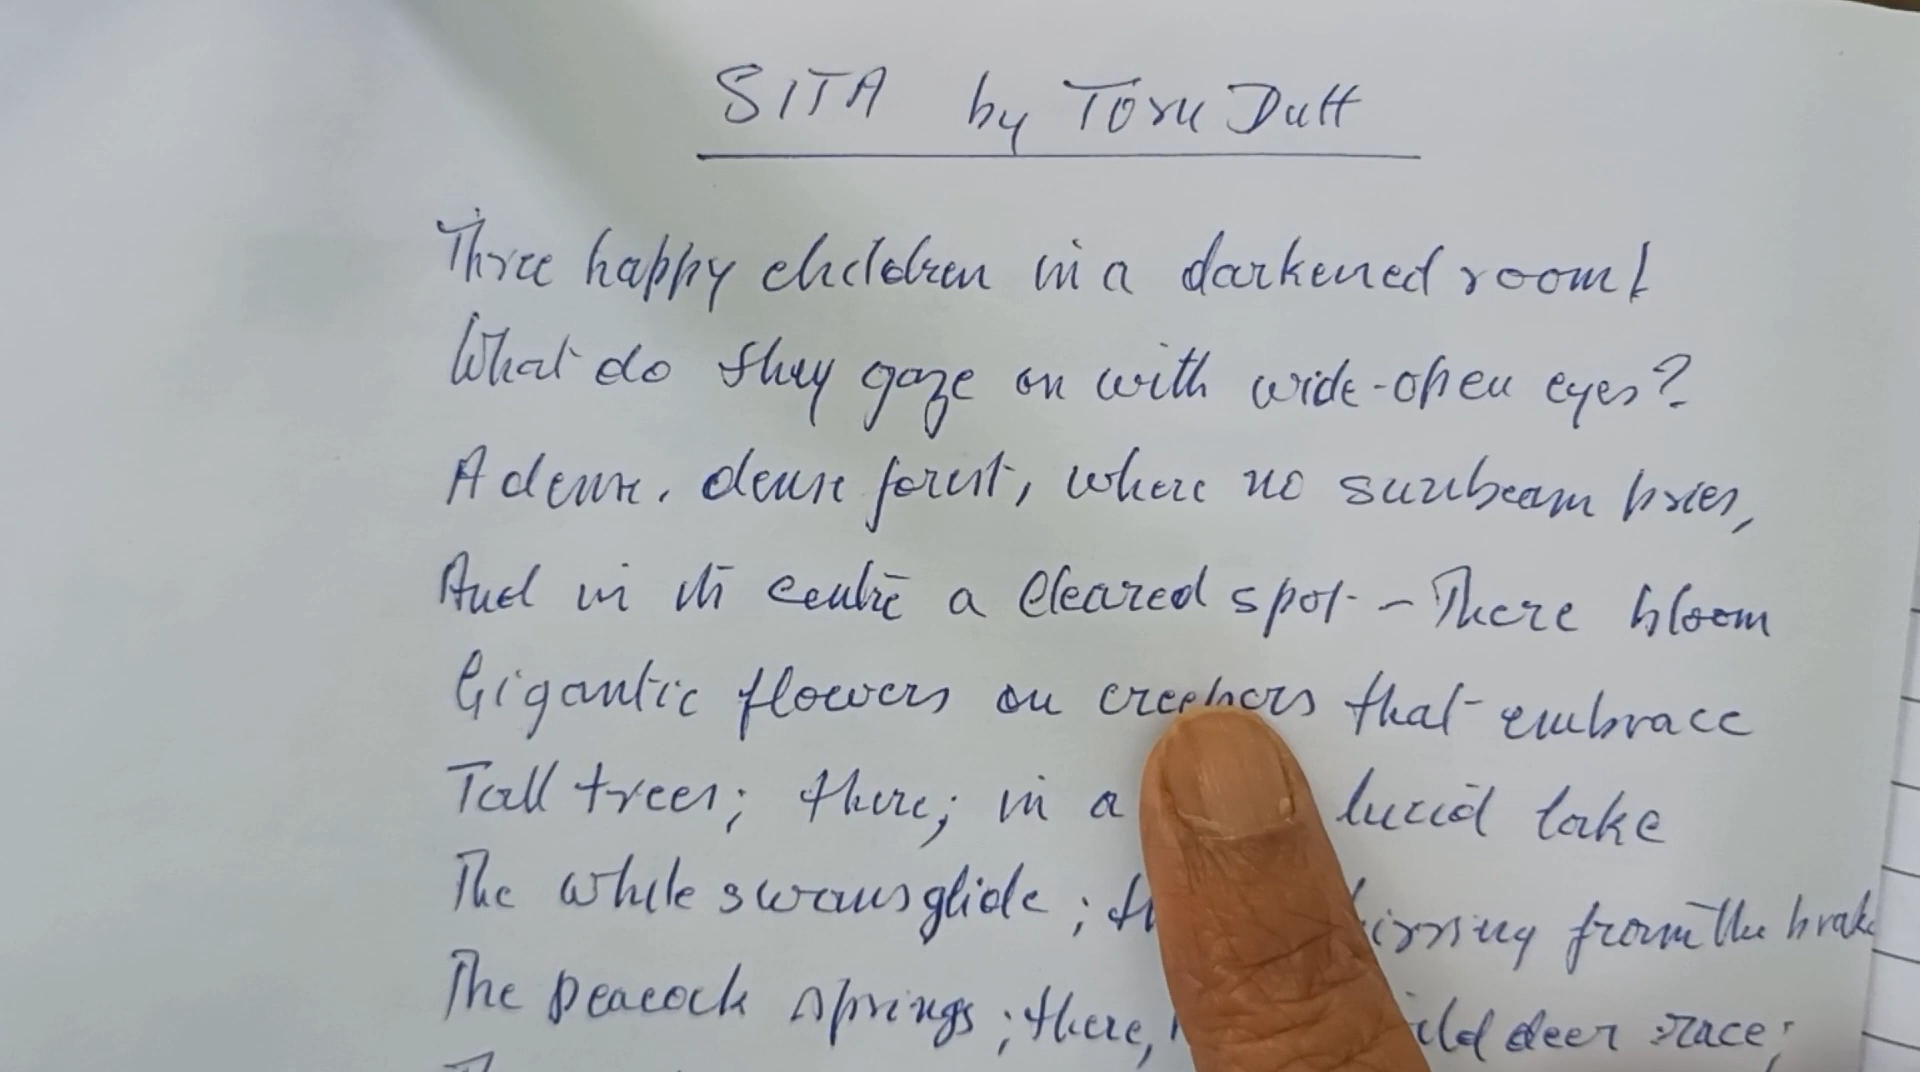 SITA by Toru Dutt
Three happy children in a darkened room!
What do they gaze on with wide-open eyes?
A dense, dense forest, where no sunbeam pries,
And in its centre a cleared spot - There bloom
Gigantic flowers on creepers that embrace
Tall trees; there; in a lucid lake
The white swans glide; from the brake
The peacock springs; there, deer race;